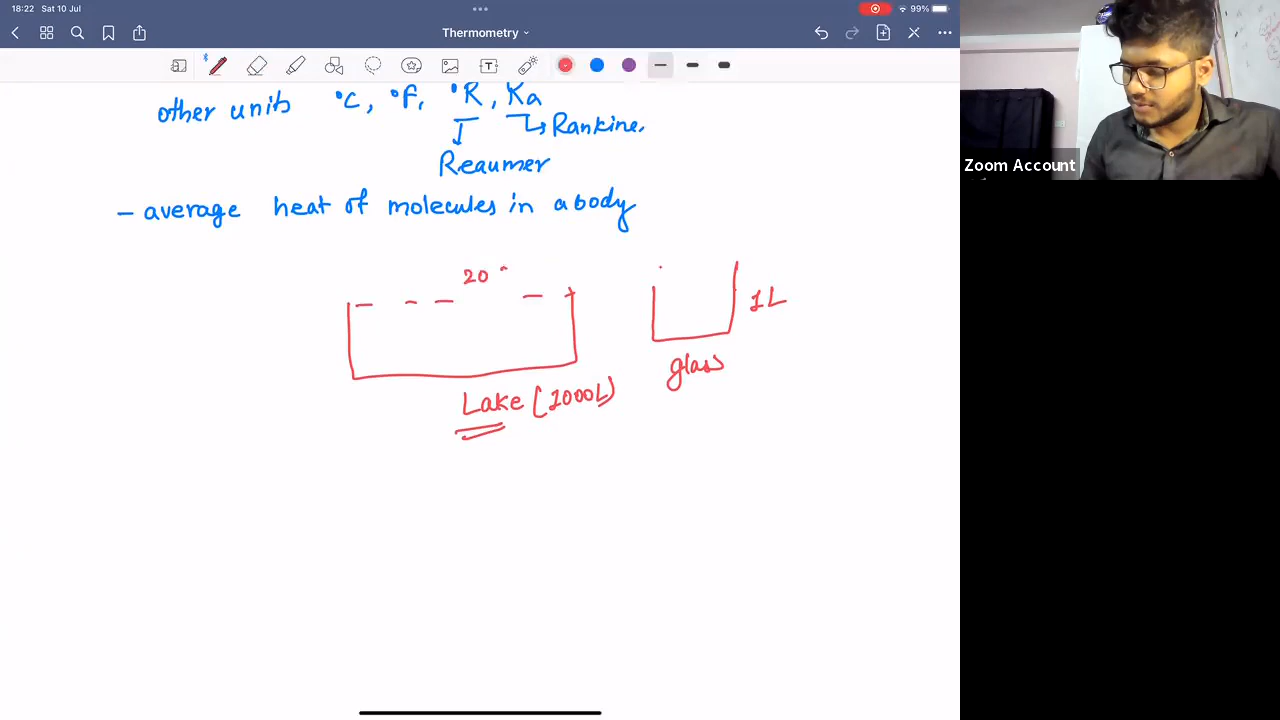 18:22 Sat 10 Jul
99%
Thermometry
T
other units °C, °F, °R, Ra
Rankine.
Reaumer
- average heat of molecules in a body
20°
1L
glass
Lake (1000L)
Zoom Account